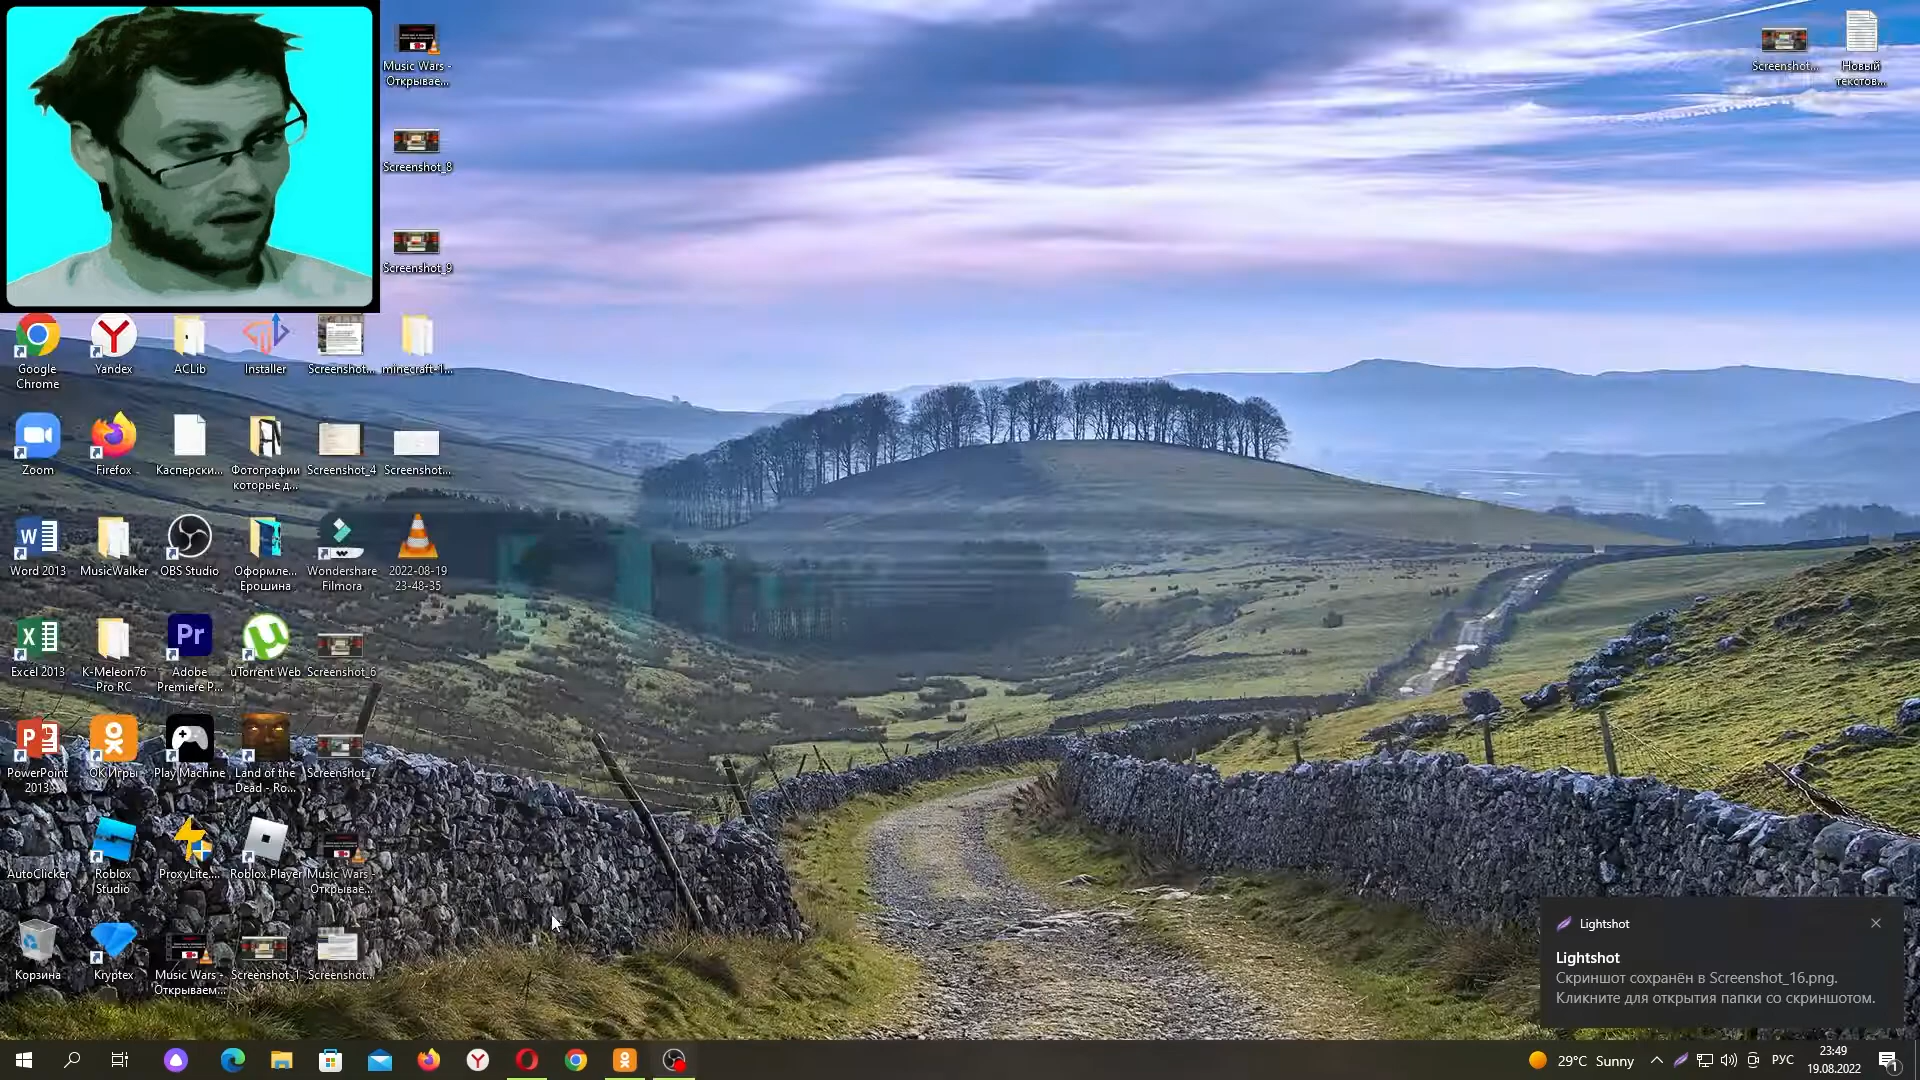 Music Wars -
Открывае...
Screenshot...
Новый
текстов...
Screenshot_8
Screenshot_9
Google
Chrome
Yandex
ACLib
Installer
Screenshot...
minecraft-1...
Zoom
Firefox
Касперски...
Фотографии
которые д...
Screenshot_4
Screenshot...
Word 2013
MusicWalker
OBS Studio
Оформле...
Ерошина
Wondershare
Filmora
2022-08-19
23-48-35
Excel 2013
K-Meleon76
Pro RC
Adobe
Premiere P...
uTorrent Web
Screenshot_6
PowerPoint
2013
ОК Игры
Play Machine
Land of the
Dead - Ro...
Screenshot_7
AutoClicker
Roblox
Studio
ProxyLite....
Roblox Player
Music Wars -
Открывае...
Корзина
Kryptex
Music Wars -
Открываем...
Screenshot_1
Screenshot...
Lightshot
Lightshot
Скриншот сохранён в Screenshot_16.png.
Кликните для открытия папки со скриншотом.
29°C Sunny
РУС
23:49
19.08.2022
1